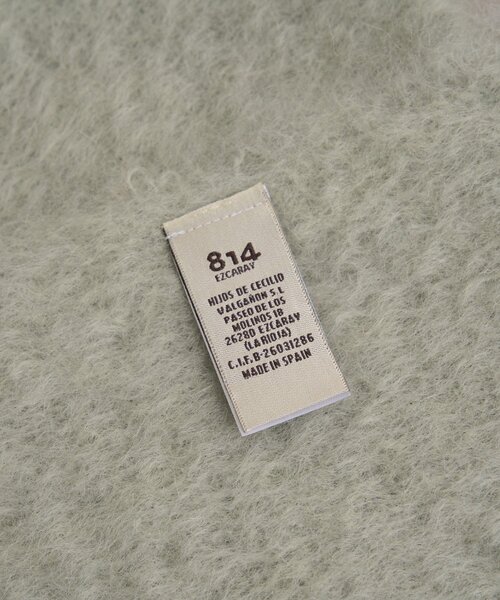 814
EZCARAY
HIJOS DE CECILIO
VALGAÑON S.L
PASEO DE LOS
MOLINOS 18
26280 EZCARAY
(LA RIOJA)
C.I.F. B-26031286
MADE IN SPAIN